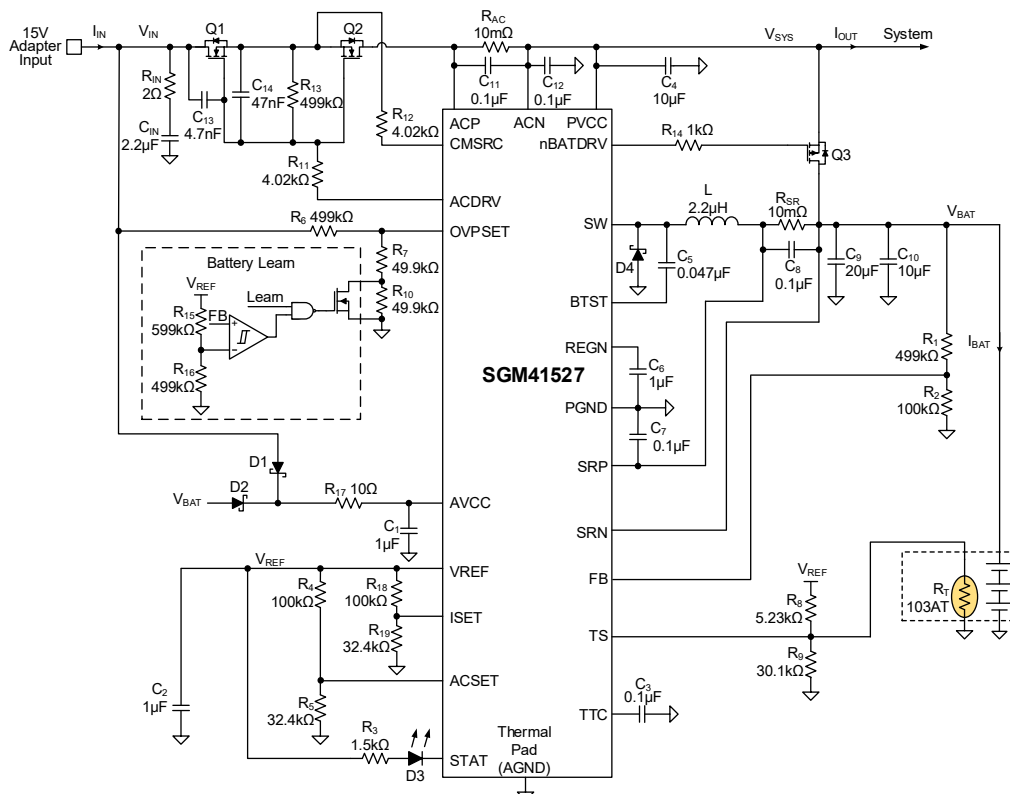 15V
Adapter
Input
I_IN
V_IN
Q1
Q2
R_AC
10mΩ
V_SYS
I_OUT
System
R_IN
2Ω
C_IN
2.2μF
C13
4.7nF
C14
47nF
R13
499kΩ
R12
4.02kΩ
R11
4.02kΩ
C11
0.1μF
C12
0.1μF
C4
10μF
ACP
ACN
PVCC
CMSRC
nBATDRV
R14 1kΩ
Q3
ACDRV
R6 499kΩ
OVPSET
SW
L
2.2μH
R_SR
10mΩ
V_BAT
R7
49.9kΩ
R10
49.9kΩ
Battery Learn
V_REF
Learn
R15
599kΩ
FB
+
−
R16
499kΩ
D4
C5
0.047μF
C8
0.1μF
C9
20μF
C10
10μF
BTST
REGN
C6
1μF
SGM41527
PGND
C7
0.1μF
SRP
R1
499kΩ
I_BAT
R2
100kΩ
D1
D2
V_BAT
R17 10Ω
AVCC
C1
1μF
SRN
V_REF
VREF
FB
R4
100kΩ
R18
100kΩ
ISET
R19
32.4kΩ
V_REF
R8
5.23kΩ
R_T
103AT
TS
R9
30.1kΩ
C2
1μF
R5
32.4kΩ
ACSET
C3
0.1μF
TTC
R3
1.5kΩ
D3
STAT
Thermal
Pad
(AGND)